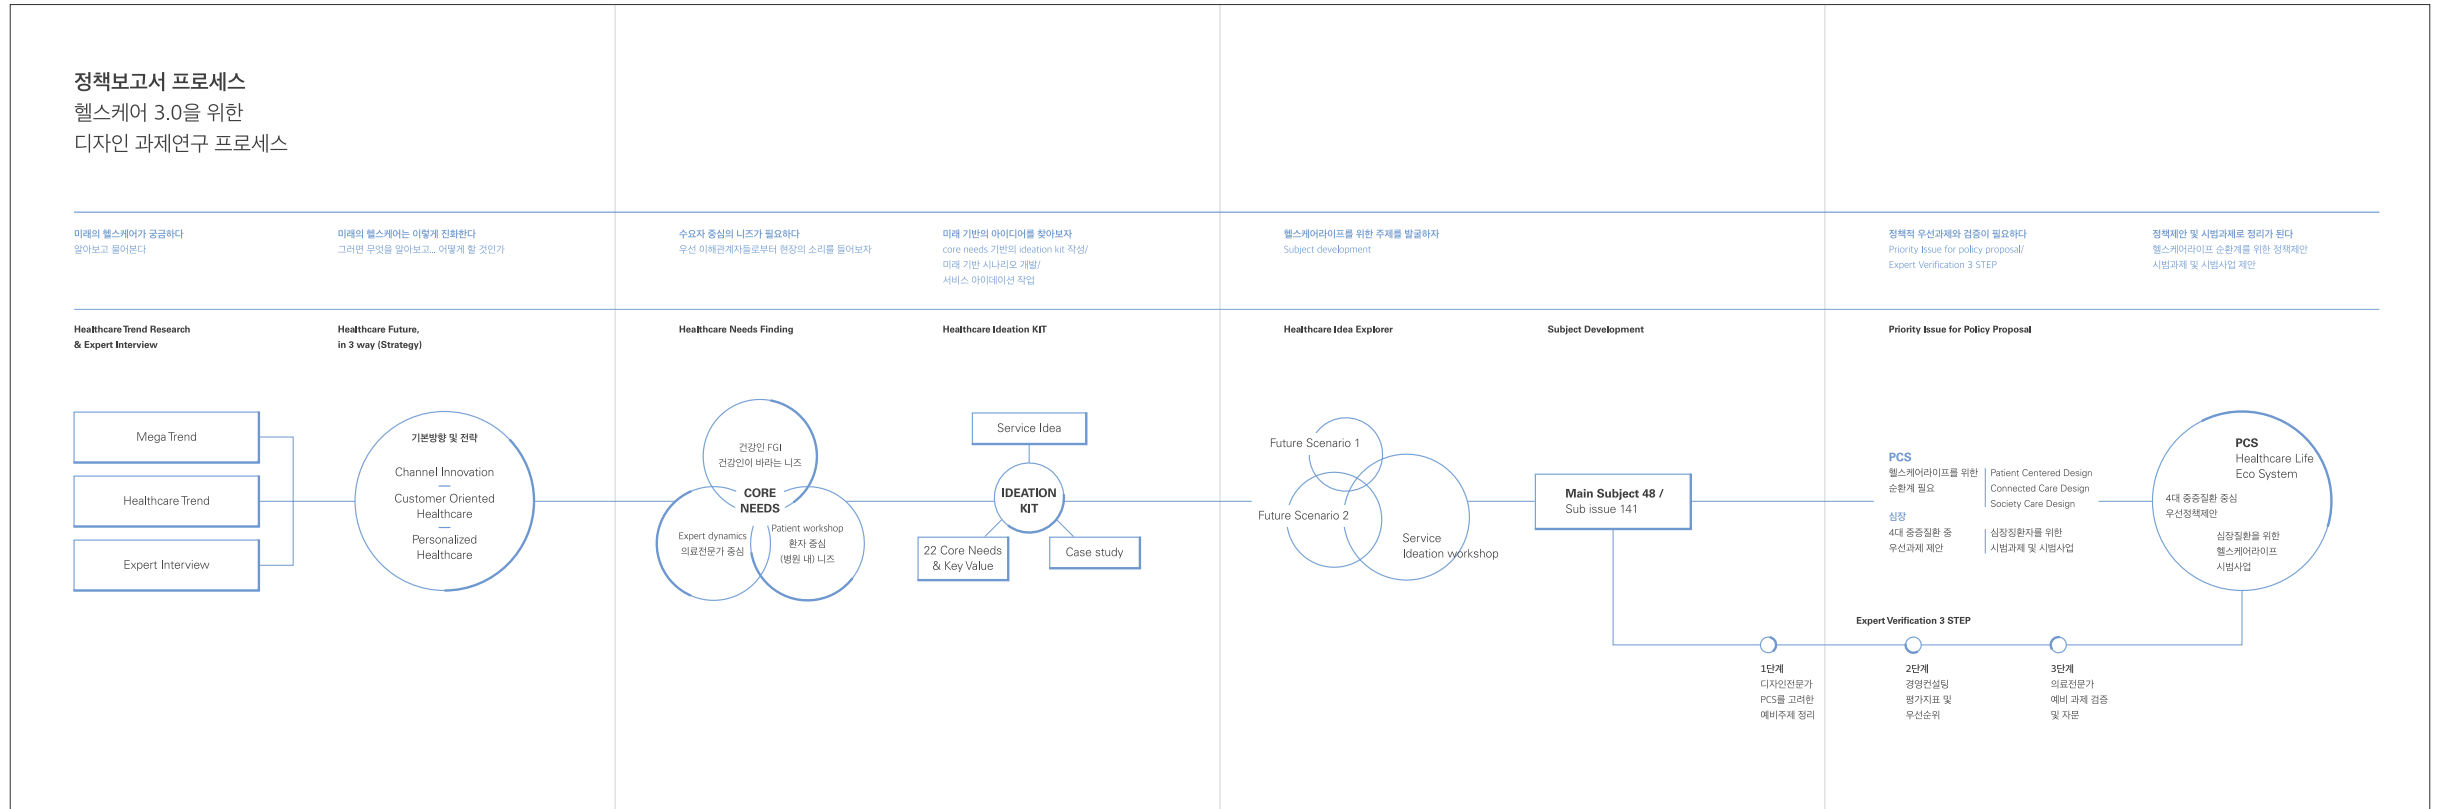 정책보고서 프로세스
헬스케어 3.0을 위한
디자인 과제연구 프로세스
미래의 헬스케어가 궁금하다
알아보고 물어본다
미래의 헬스케어는 이렇게 진화한다
그러면 무엇을 알아보고... 어떻게 할 것인가
수요자 중심의 니즈가 필요하다
우선 이해관계자들로부터 현장의 소리를 들어보자
미래 기반의 아이디어를 찾아보자
core needs 기반의 ideation kit 작성/
미래 기반 시나리오 개발/
서비스 아이데이션 작업
헬스케어라이프를 위한 주제를 발굴하자
Subject development
정책적 우선과제와 검증이 필요하다
Priority Issue for policy proposal/
Expert Verification 3 STEP
정책제안 및 시범과제로 정리가 된다
헬스케어라이프 순환계를 위한 정책제안
시범과제 및 시범사업 제안
Healthcare Trend Research
& Expert Interview
Healthcare Future,
in 3 way (Strategy)
Healthcare Needs Finding
Healthcare Ideation KIT
Healthcare Idea Explorer
Subject Development
Priority Issue for Policy Proposal
Mega Trend
Healthcare Trend
Expert Interview
기본방향 및 전략
Channel Innovation
Customer Oriented
Healthcare
Personalized
Healthcare
건강인 FGI
건강인이 바라는 니즈
CORE
NEEDS
Expert dynamics
의료전문가 중심
Patient workshop
환자 중심
(병원 내) 니즈
Service Idea
IDEATION
KIT
22 Core Needs
& Key Value
Case study
Future Scenario 1
Future Scenario 2
Service
Ideation workshop
Main Subject 48 /
Sub issue 141
PCS
헬스케어라이프를 위한
순환계 필요
Patient Centered Design
Connected Care Design
Society Care Design
심장
4대 중증질환 중
우선과제 제안
심장질환자를 위한
시범과제 및 시범사업
PCS
Healthcare Life
Eco System
4대 중증질환 중심
우선정책제안
심장질환을 위한
헬스케어라이프
시범사업
Expert Verification 3 STEP
1단계
디자인전문가
PCS를 고려한
예비주제 정리
2단계
경영컨설팅
평가지표 및
우선순위
3단계
의료전문가
예비 과제 검증
및 자문